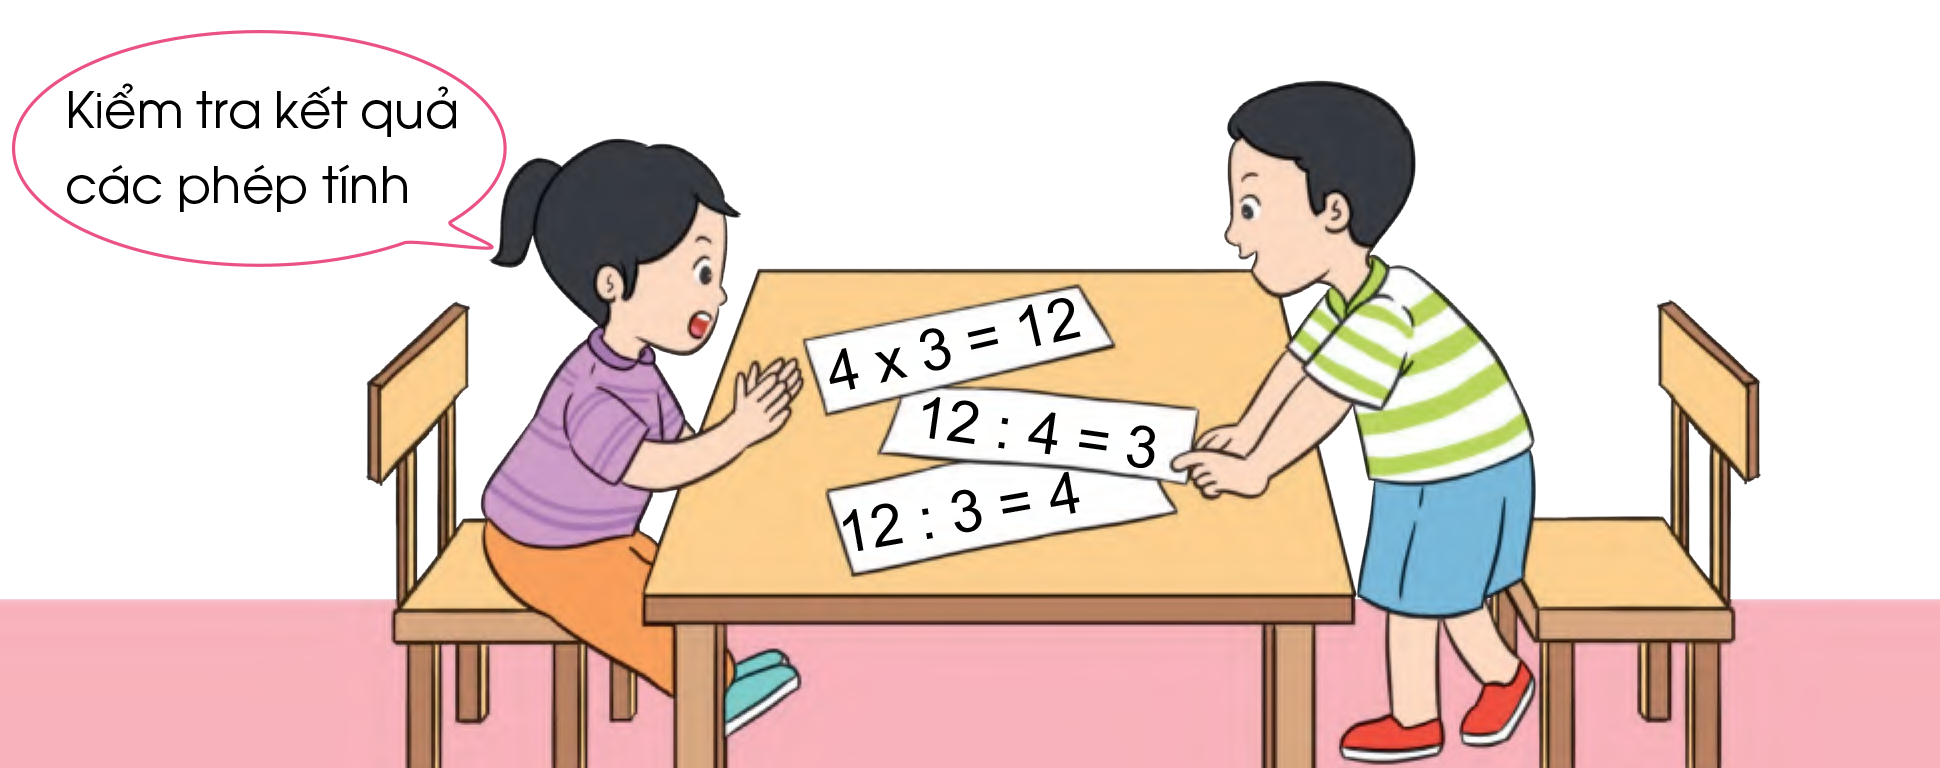 Kiểm tra kết quả
các phép tính
4 x 3 = 12
12 : 4 = 3
12 : 3 = 4